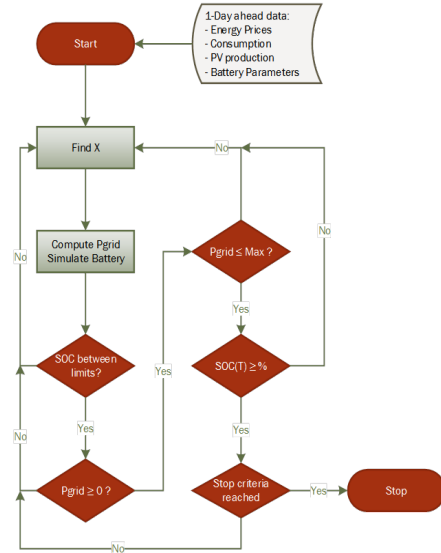 1-Day ahead data:
- Energy Prices
- Consumption
- PV production
- Battery Parameters
Start
Find X
No
Compute Pgrid
Simulate Battery
Pgrid ≤ Max ?
No
No
Yes
SOC between
limits?
Yes
SOC(T) ≥ %
Yes
Yes
No
Pgrid ≥ 0 ?
Stop criteria
reached
Yes
Stop
No